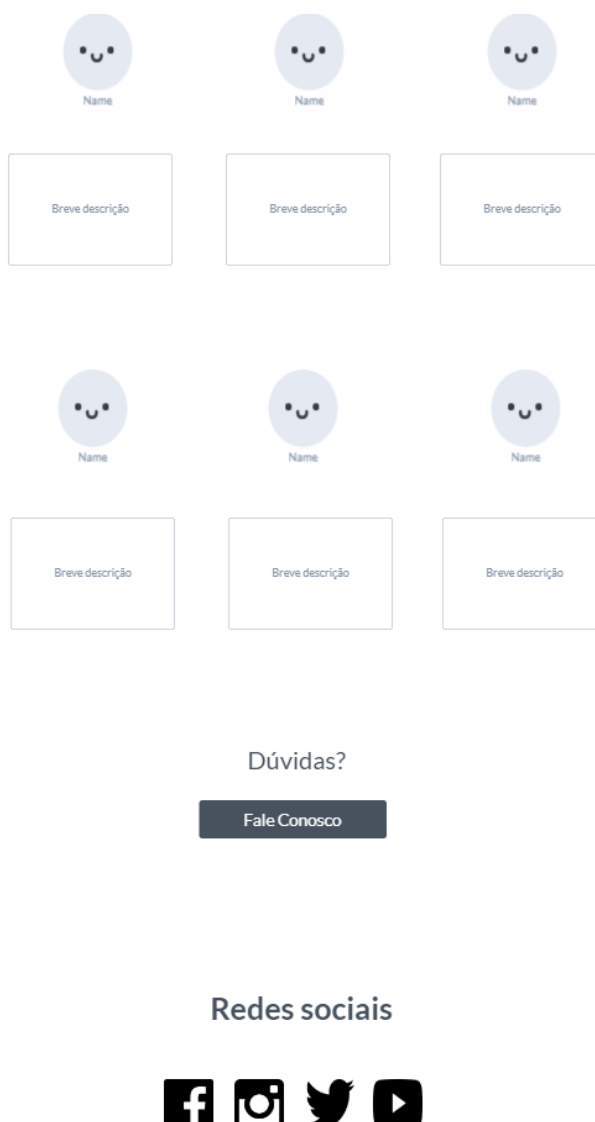 Name
Name
Name
Breve descrição
Breve descrição
Breve descrição
Name
Name
Name
Breve descrição
Breve descrição
Breve descrição
Dúvidas?
Fale Conosco
Redes sociais